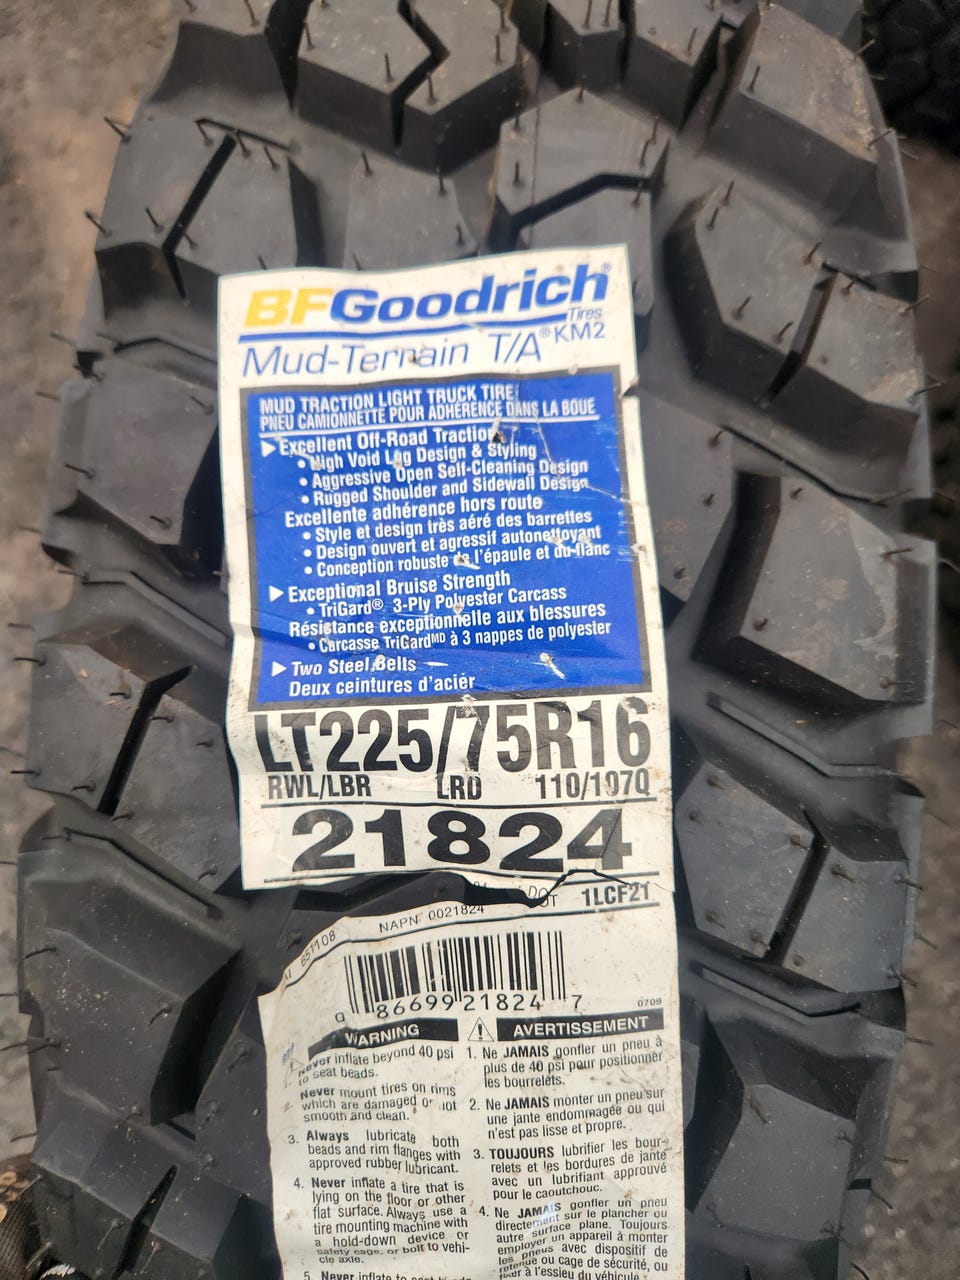 BFGoodrich®
Tires
Mud-Terrain T/A® KM2
MUD TRACTION LIGHT TRUCK TIRE
PNEU CAMIONNETTE POUR ADHÉRENCE DANS LA BOUE
▶ Excellent Off-Road Traction
• High Void Lug Design & Styling
• Aggressive Open Self-Cleaning Design
• Rugged Shoulder and Sidewall Design
Excellente adhérence hors route
• Style et design très aéré des barrettes
• Design ouvert et agressif autonettoyant
• Conception robuste de l'épaule et du flanc
▶ Exceptional Bruise Strength
• TriGard® 3-Ply Polyester Carcass
Résistance exceptionnelle aux blessures
• Carcasse TriGardMD à 3 nappes de polyester
▶ Two Steel Belts
Deux ceintures d'acier
LT225/75R16
RWL/LBR LRD 110/107Q
21824
DOT 1LCF21
651108 NAPN 0021824
0 86699 21824 7
0709
WARNING
1. Never inflate beyond 40 psi
to seat beads.
2. Never mount tires on rims
which are damaged or not
smooth and clean.
3. Always lubricate both
beads and rim flanges with
approved rubber lubricant.
4. Never inflate a tire that is
lying on the floor or other
flat surface. Always use a
tire mounting machine with
a hold-down device or
safety cage, or bolt to vehi-
cle axle.
5. Never inflate to
AVERTISSEMENT
1. Ne JAMAIS gonfler un pneu à
plus de 40 psi pour positionner
les bourrelets.
2. Ne JAMAIS monter un pneu sur
une jante endommagée ou qui
n'est pas lisse et propre.
3. TOUJOURS lubrifier les bour-
relets et les bordures de jante
avec un lubrifiant approuvé
pour le caoutchouc.
4. Ne JAMAIS gonfler un pneu
directement sur le plancher ou
autre surface plane. Toujours
employer un appareil à monter
les pneus avec dispositif de
retenue ou cage de sécurité, ou
fixer à l'essieu du véhicule.